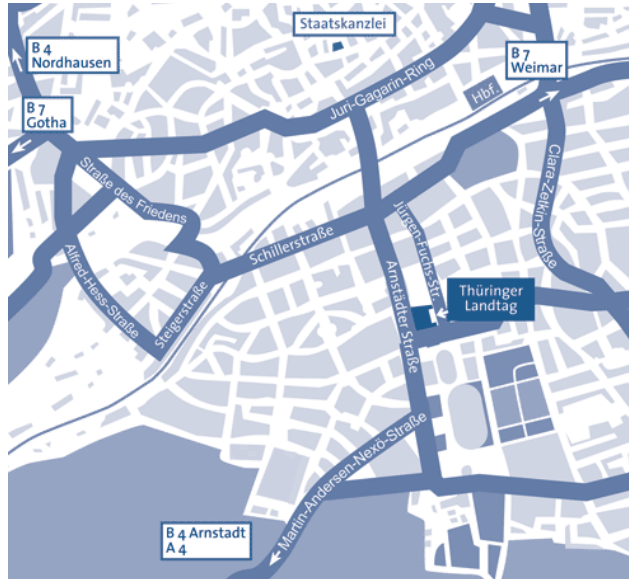 Staatskanzlei
B 4
Nordhausen
B 7
Weimar
B 7
Gotha
Hbf.
Juri-Gagarin-Ring
Straße des Friedens
Clara-Zelkin-Straße
Jürgen-Fuchs-Str.
Schillerstraße
Alfred-Hess-Straße
Steigerstraße
Arnstädter Straße
Thüringer
Landtag
Martin-Andersen-Nexö-Straße
B 4 Arnstadt
A 4